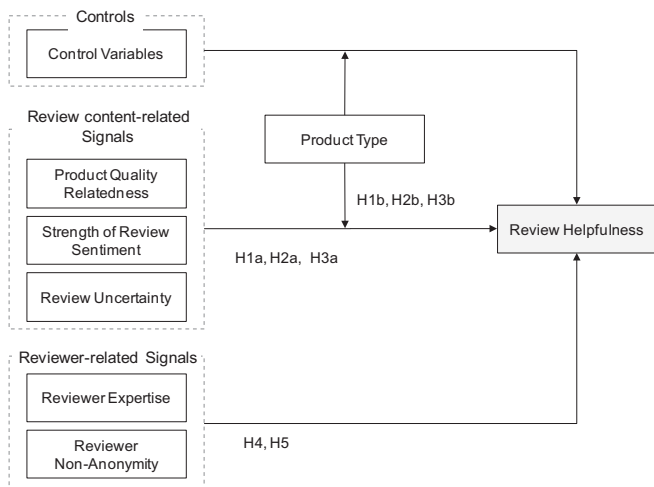 Controls
Control Variables
Review content-related
Signals
Product Type
Product Quality
Relatedness
H1b, H2b, H3b
Strength of Review
Sentiment
Review Helpfulness
H1a, H2a, H3a
Review Uncertainty
Reviewer-related Signals
Reviewer Expertise
H4, H5
Reviewer
Non-Anonymity